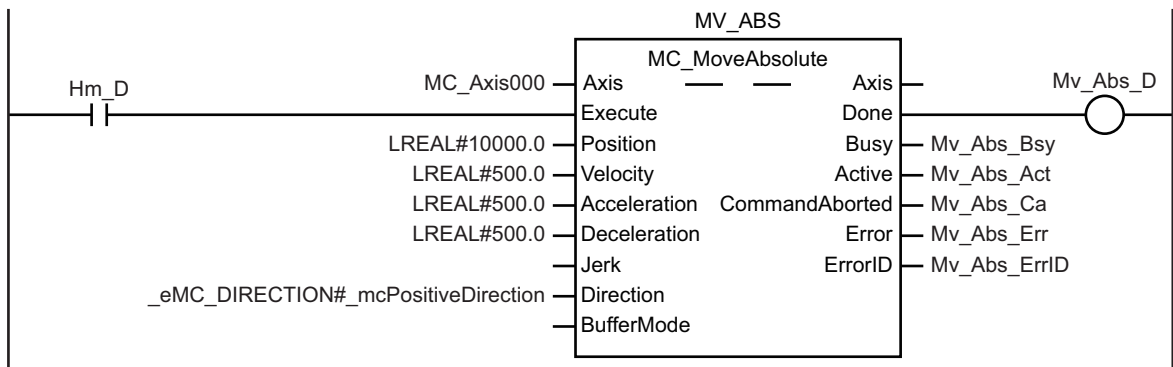 MV_ABS
MC_MoveAbsolute
Hm_D
MC_Axis000 Axis Axis Mv_Abs_D
Execute Done
LREAL#10000.0 Position Busy Mv_Abs_Bsy
LREAL#500.0 Velocity Active Mv_Abs_Act
LREAL#500.0 Acceleration CommandAborted Mv_Abs_Ca
LREAL#500.0 Deceleration Error Mv_Abs_Err
Jerk ErrorID Mv_Abs_ErrID
_eMC_DIRECTION#_mcPositiveDirection Direction
BufferMode